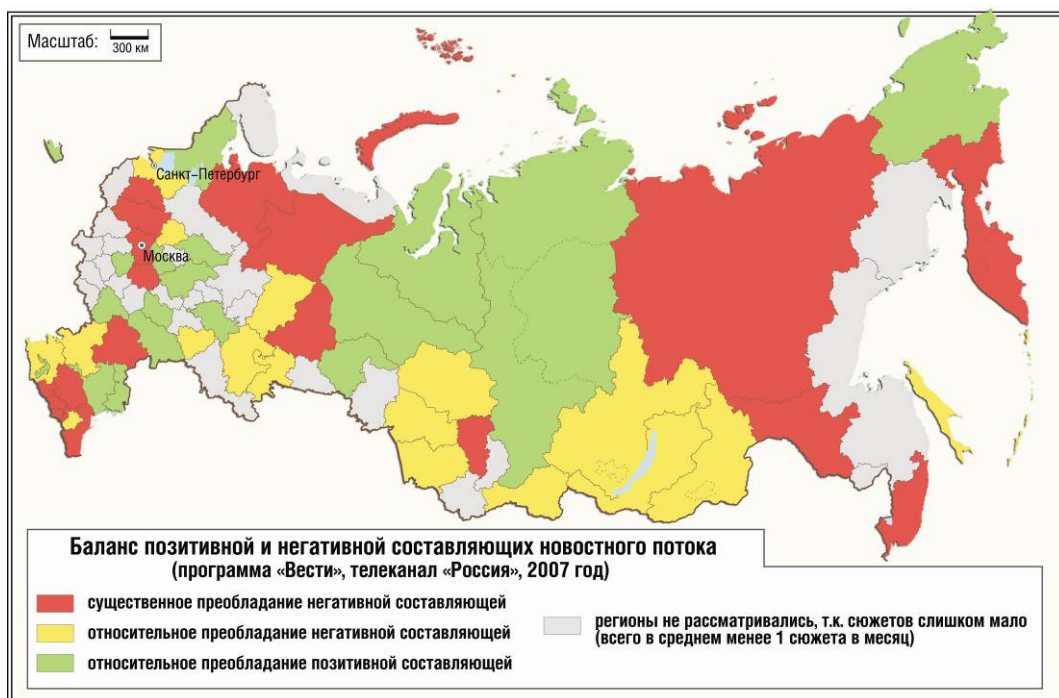 Масштаб:
300 км
Санкт–Петербург
Москва
Баланс позитивной и негативной составляющих новостного потока
(программа «Вести», телеканал «Россия», 2007 год)
существенное преобладание негативной составляющей
относительное преобладание негативной составляющей
относительное преобладание позитивной составляющей
регионы не рассматривались, т.к. сюжетов слишком мало
(всего в среднем менее 1 сюжета в месяц)